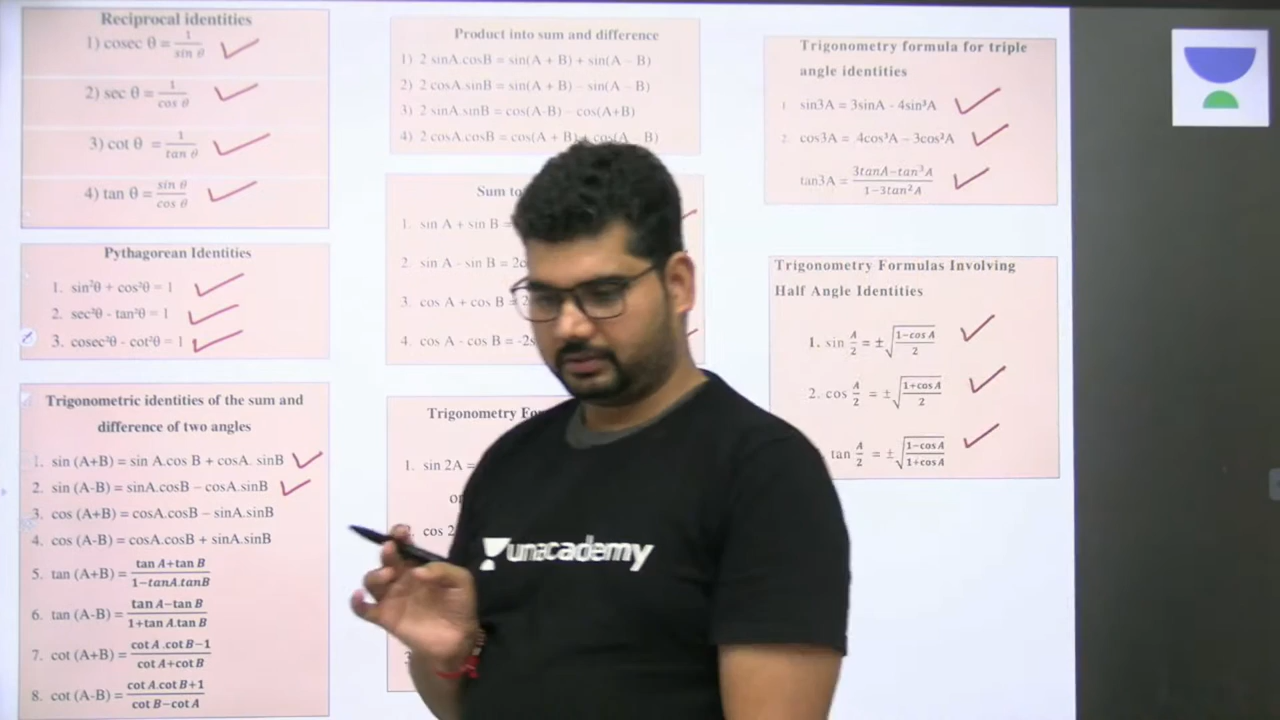 Reciprocal identities
1) cosec θ = 1/sin θ
2) sec θ = 1/cos θ
3) cot θ = 1/tan θ
4) tan θ = sin θ/cos θ
Pythagorean Identities
1. sin²θ + cos²θ = 1
2. sec²θ - tan²θ = 1
3. cosec²θ - cot²θ = 1
Trigonometric identities of the sum and
difference of two angles
1. sin (A+B) = sin A.cos B + cosA. sinB
2. sin (A-B) = sinA.cosB – cosA.sinB
3. cos (A+B) = cosA.cosB – sinA.sinB
4. cos (A-B) = cosA.cosB + sinA.sinB
5. tan (A+B) = tan A+tan B/1−tanA.tanB
6. tan (A-B) = tan A−tan B/1+tan A.tan B
7. cot (A+B) = cot A.cot B−1/cot A+cot B
8. cot (A-B) = cot A.cot B+1/cot B−cot A
Product into sum and difference
1) 2 sinA.cosB = sin(A + B) + sin(A – B)
2) 2 cosA.sinB = sin(A + B) – sin(A – B)
3) 2 sinA.sinB = cos(A-B) – cos(A+B)
4) 2 cosA.cosB = cos(A + B) + cos(A – B)
Sum to
1. sin A + sin B =
2. sin A - sin B = 2c
3. cos A + cos B = 2
4. cos A - cos B = -2s
Trigonometry Fo
1. sin 2A =
or
2. cos 2
3
Trigonometry formula for triple
angle identities
1. sin3A = 3sinA - 4sin³A
2. cos3A = 4cos³A – 3cos²A
tan3A = 3tanA−tan³A/1−3tan²A
Trigonometry Formulas Involving
Half Angle Identities
1. sin A/2 = ±√1−cos A/2
2. cos A/2 = ±√1+cosA/2
tan A/2 = ±√1−cosA/1+cosA
unacademy